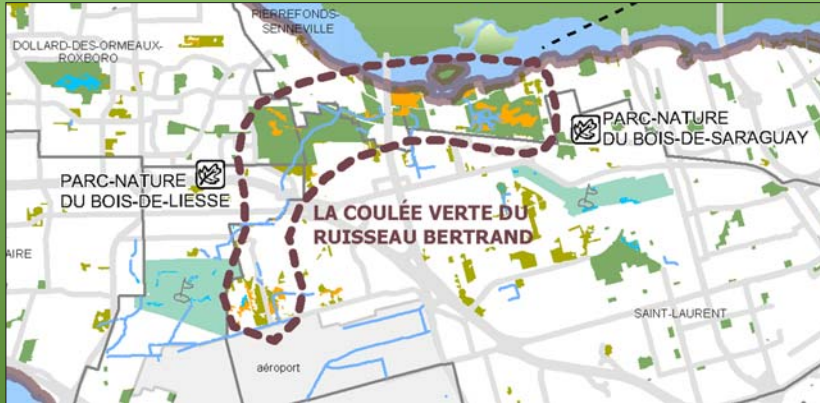 PIERREFONDS-
SENNEVILLE
DOLLARD-DES-ORMEAUX-
ROXBORO
PARC-NATURE
DU BOIS-DE-SARAGUAY
PARC-NATURE
DU BOIS-DE-LIESSE
LA COULÉE VERTE DU
RUISSEAU BERTRAND
AIRE
SAINT-LAURENT
aéroport